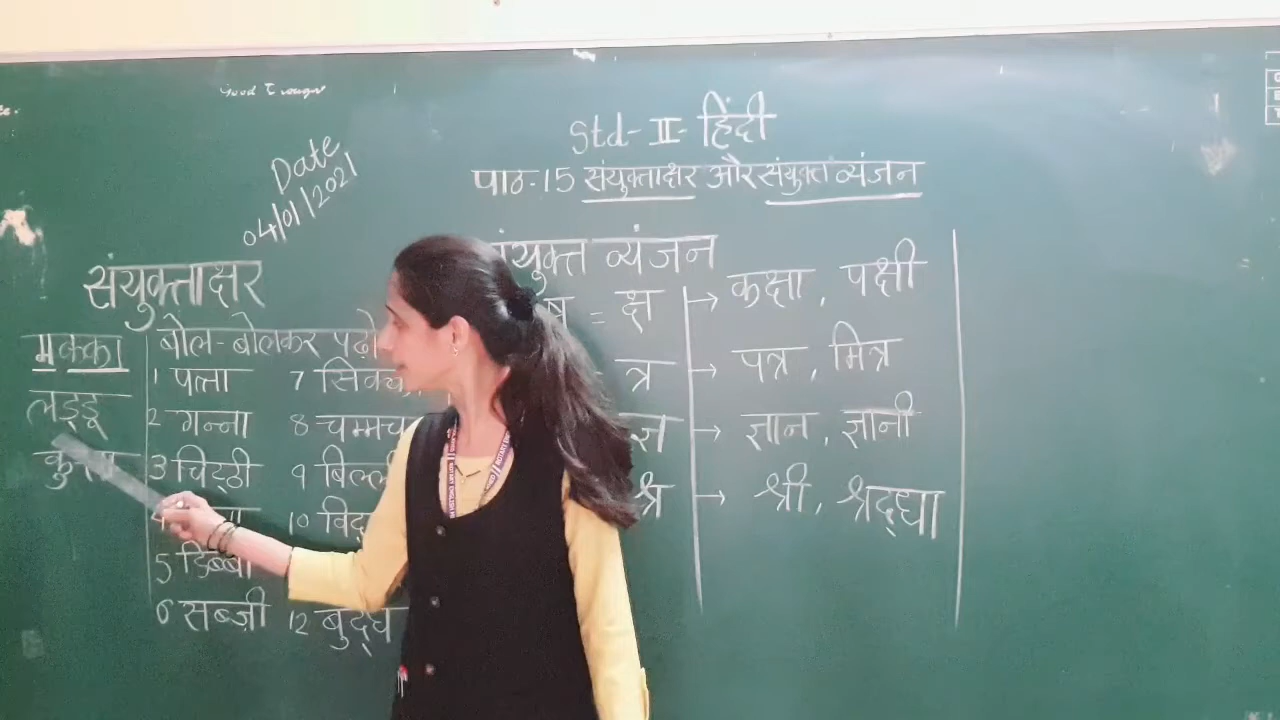 Std- II - हिंदी
पाठ-15 संयुक्ताक्षर और संयुक्त व्यंजन
Date
04/01/2021
संयुक्ताक्षर
मक्का
लड्डू
बोल-बोलकर पढ़ो
1 पत्ता
2 गन्ना
3 चिट्ठी
5 डिब्बा
6 सब्ज़ी
7
8 चम्मच
9 बिल्ली
10
12 बुद्ध
व्यंजन
= क्ष → कक्षा, पक्षी
त्र → पत्र, मित्र
ज्ञ → ज्ञान, ज्ञानी
श्र → श्री, श्रद्धा